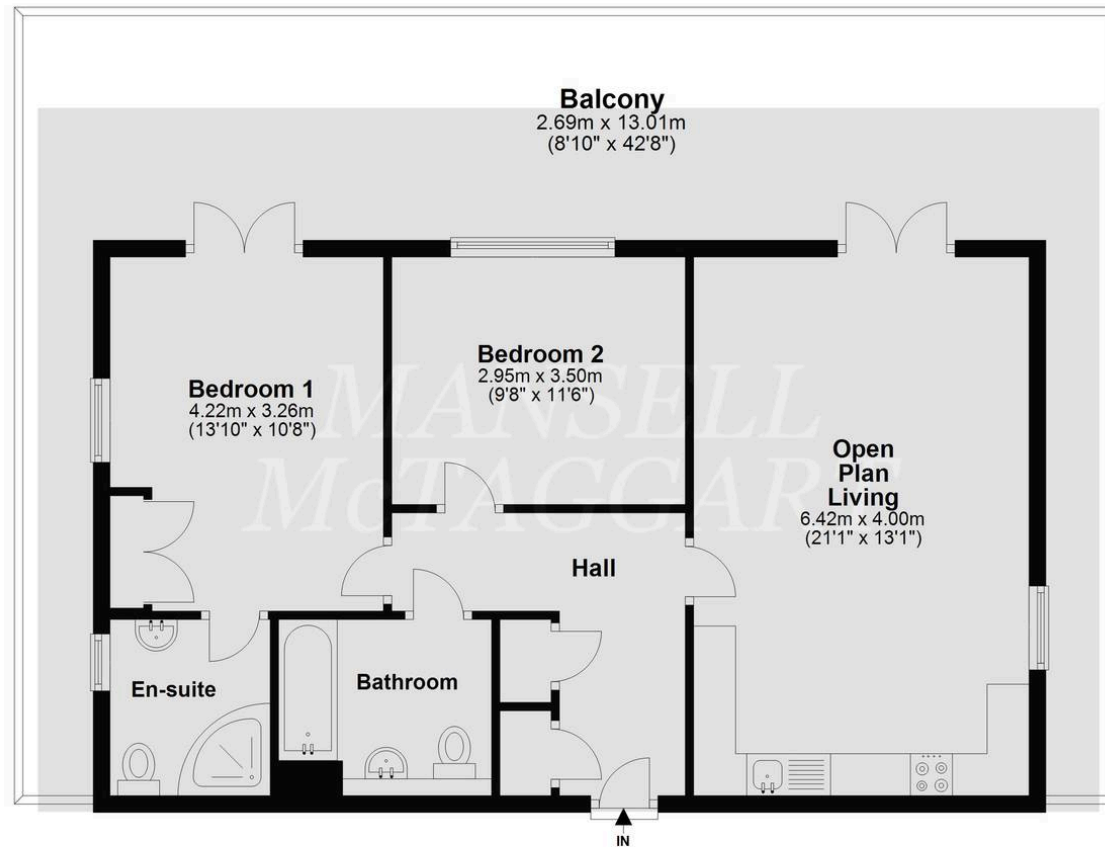 Balcony
2.69m x 13.01m
(8'10" x 42'8")
Bedroom 1
4.22m x 3.26m
(13'10" x 10'8")
Bedroom 2
2.95m x 3.50m
(9'8" x 11'6")
Open
Plan
Living
6.42m x 4.00m
(21'1" x 13'1")
MANSELL
McTAGGART
Hall
En-suite
Bathroom
IN